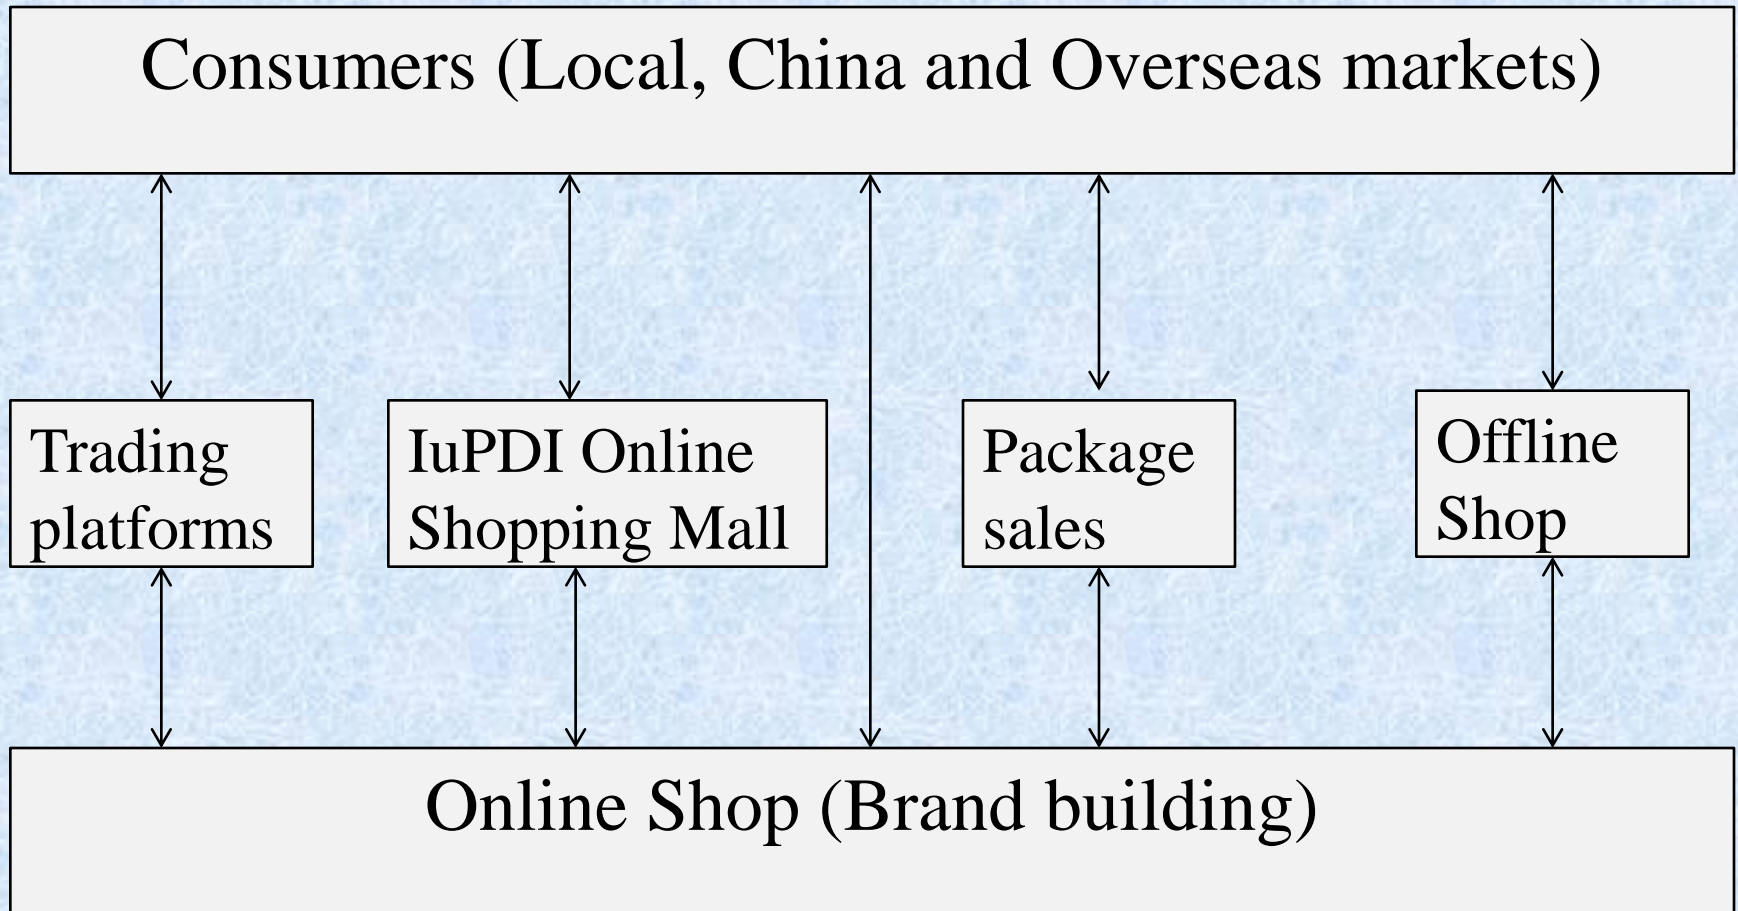 Consumers (Local, China and Overseas markets)
Trading
platforms
IuPDI Online
Shopping Mall
Package
sales
Offline
Shop
Online Shop (Brand building)